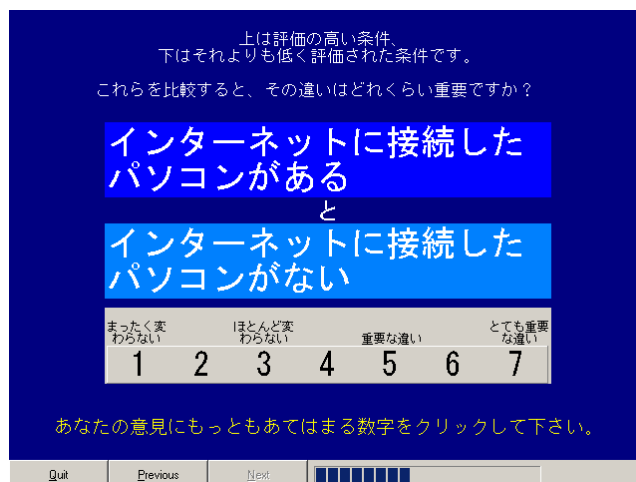 上は評価の高い条件、
下はそれよりも低く評価された条件です。
これらを比較すると、その違いはどれくらい重要ですか？
インターネットに接続した
パソコンがある
と
インターネットに接続した
パソコンがない
まったく変
わらない
ほとんど変
わらない
重要な違い
とても重要
な違い
1 2 3 4 5 6 7
あなたの意見にもっともあてはまる数字をクリックして下さい。
Quit Previous Next